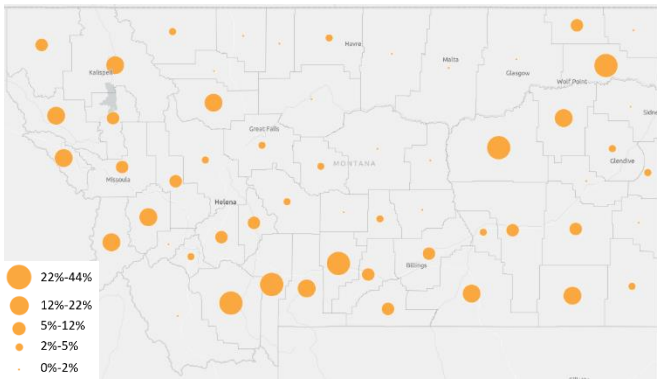 Kalispell
Havre
Malta
Glasgow
Wolf Point
Sidne
Great Falls
MONTANA
Glendive
Missoula
Helena
Billings
22%-44%
12%-22%
5%-12%
2%-5%
0%-2%